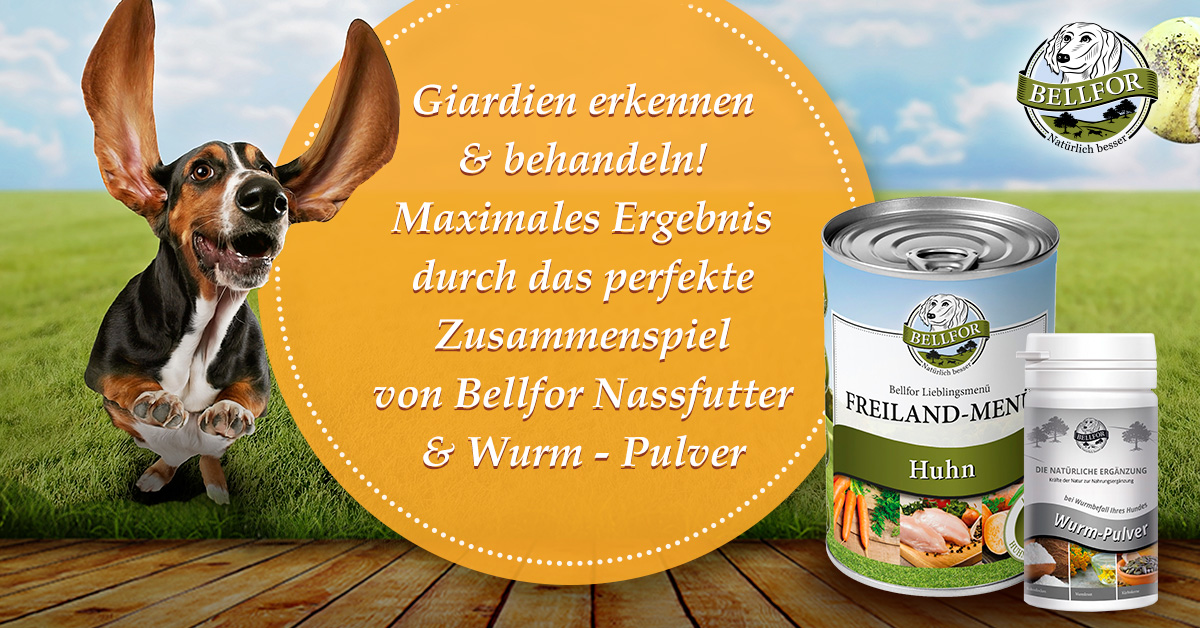 Giardien erkennen
& behandeln!
Maximales Ergebnis
durch das perfekte
Zusammenspiel
von Bellfor Nassfutter
& Wurm - Pulver
BELLFOR
Natürlich besser
BELLFOR
Natürlich besser
Bellfor Lieblingsmenü
FREILAND-MENÜ
Huhn
BELLFOR
DIE NATÜRLICHE ERGÄNZUNG
Kräfte der Natur zur Nahrungsergänzung
bei Wurmbefall Ihres Hundes
Wurm-Pulver